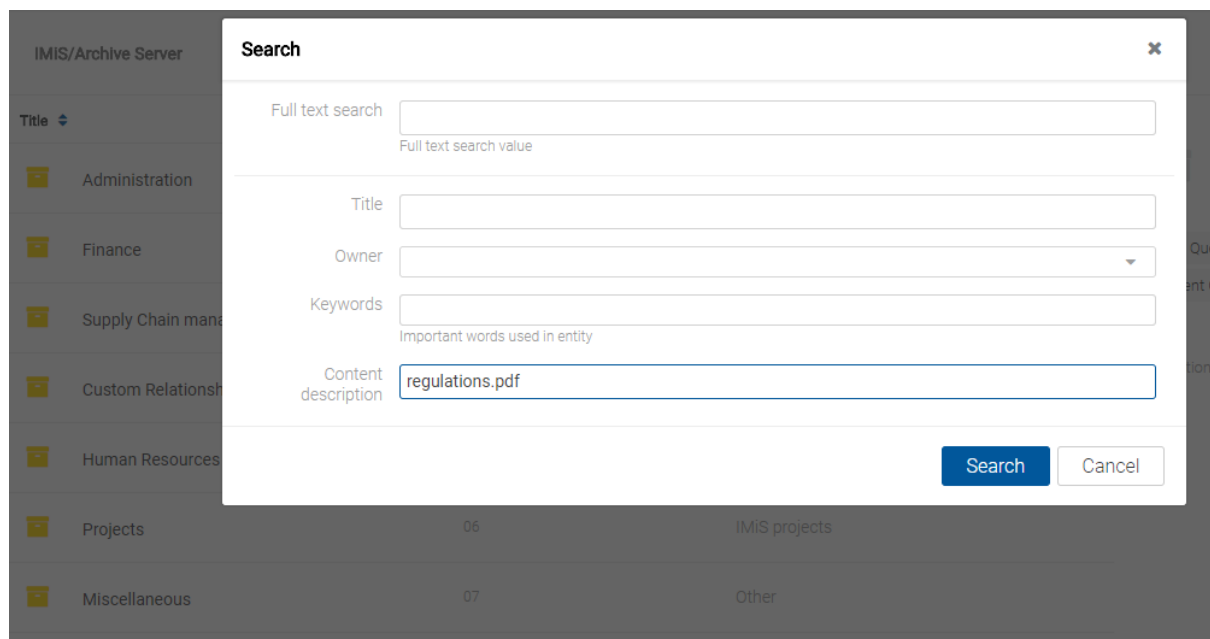 IMIS/Archive Server
Search
Full text search
Full text search value
Title
Title
Administration
Owner
Finance
Keywords
Important words used in entity
Supply Chain
Content
description
regulations.pdf
Custom
Human Resources
Search
Cancel
Projects 06 IMiS projects
Miscellaneous 07 Other